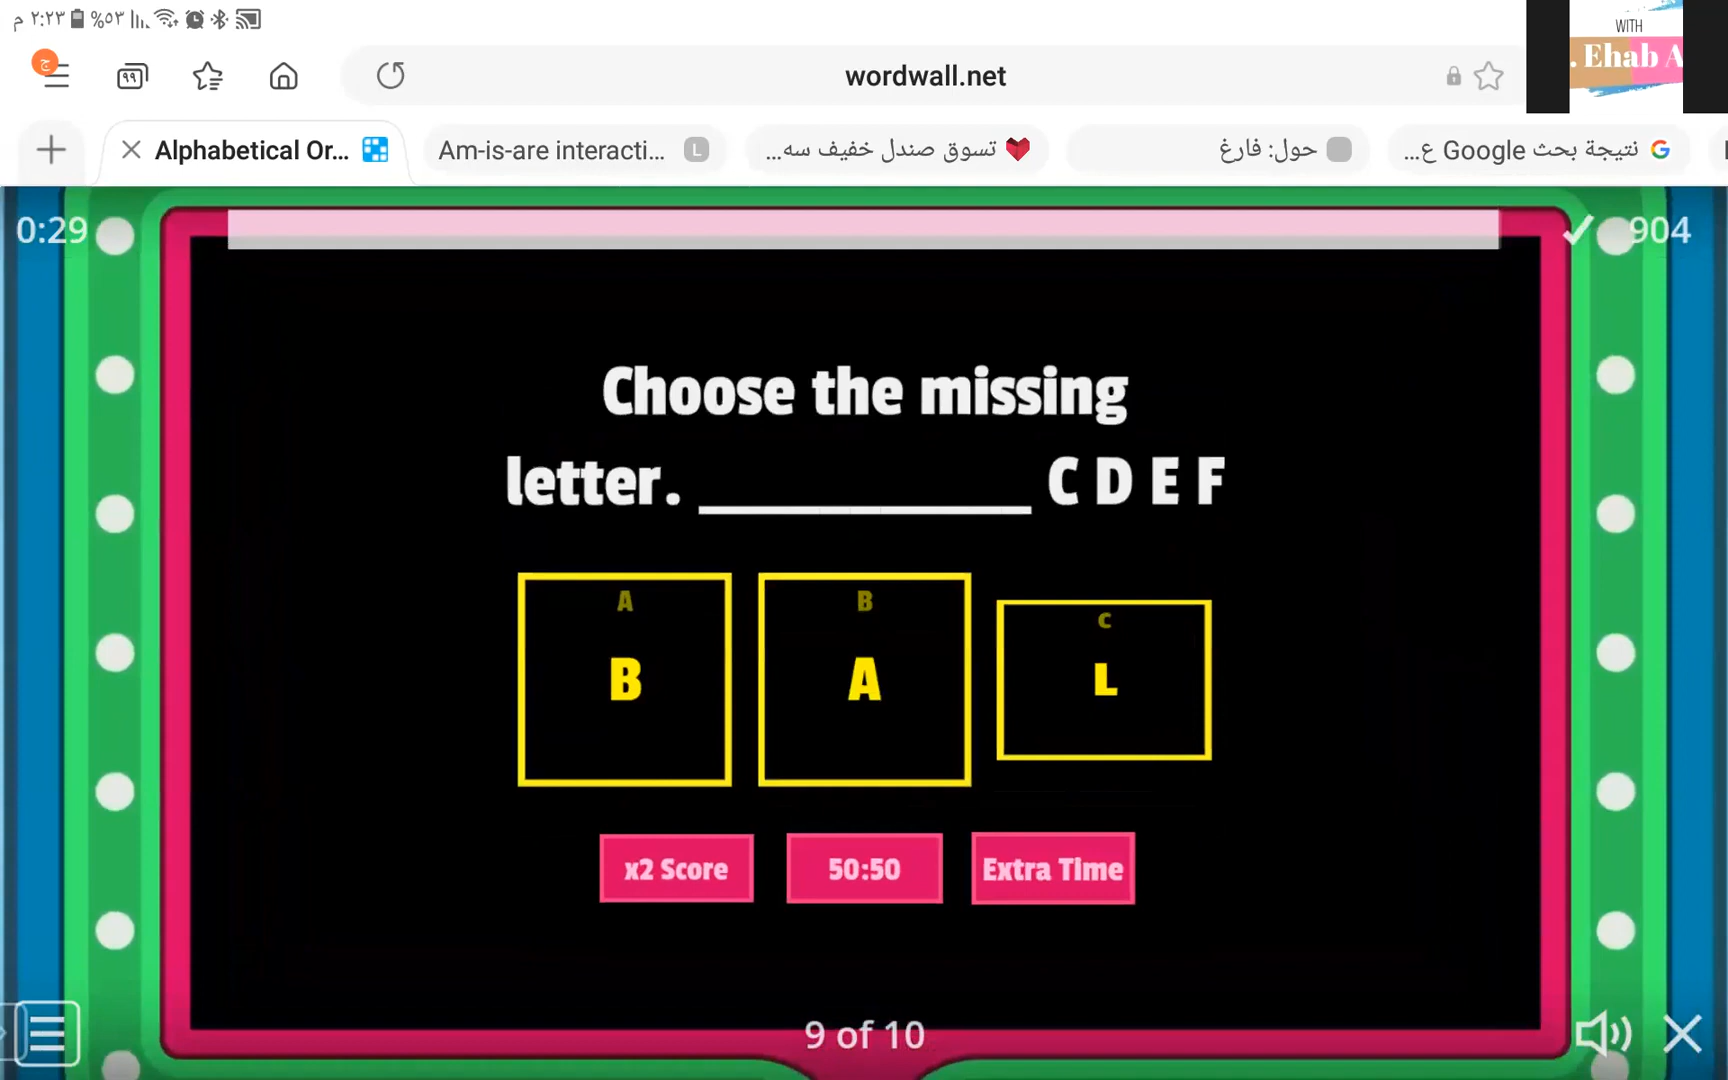 م ٢:٢٣ %٥٣
WITH
. Ehab A
ج
٩٩
wordwall.net
Alphabetical Or...
Am-is-are interacti...
L
تسوق صندل خفيف سه...
حول: فارغ
نتيجة بحث Google ع...
G
0:29
904
Choose the missing
letter. ___________ C D E F
A
B
C
B
A
L
x2 Score
50:50
Extra Time
9 of 10